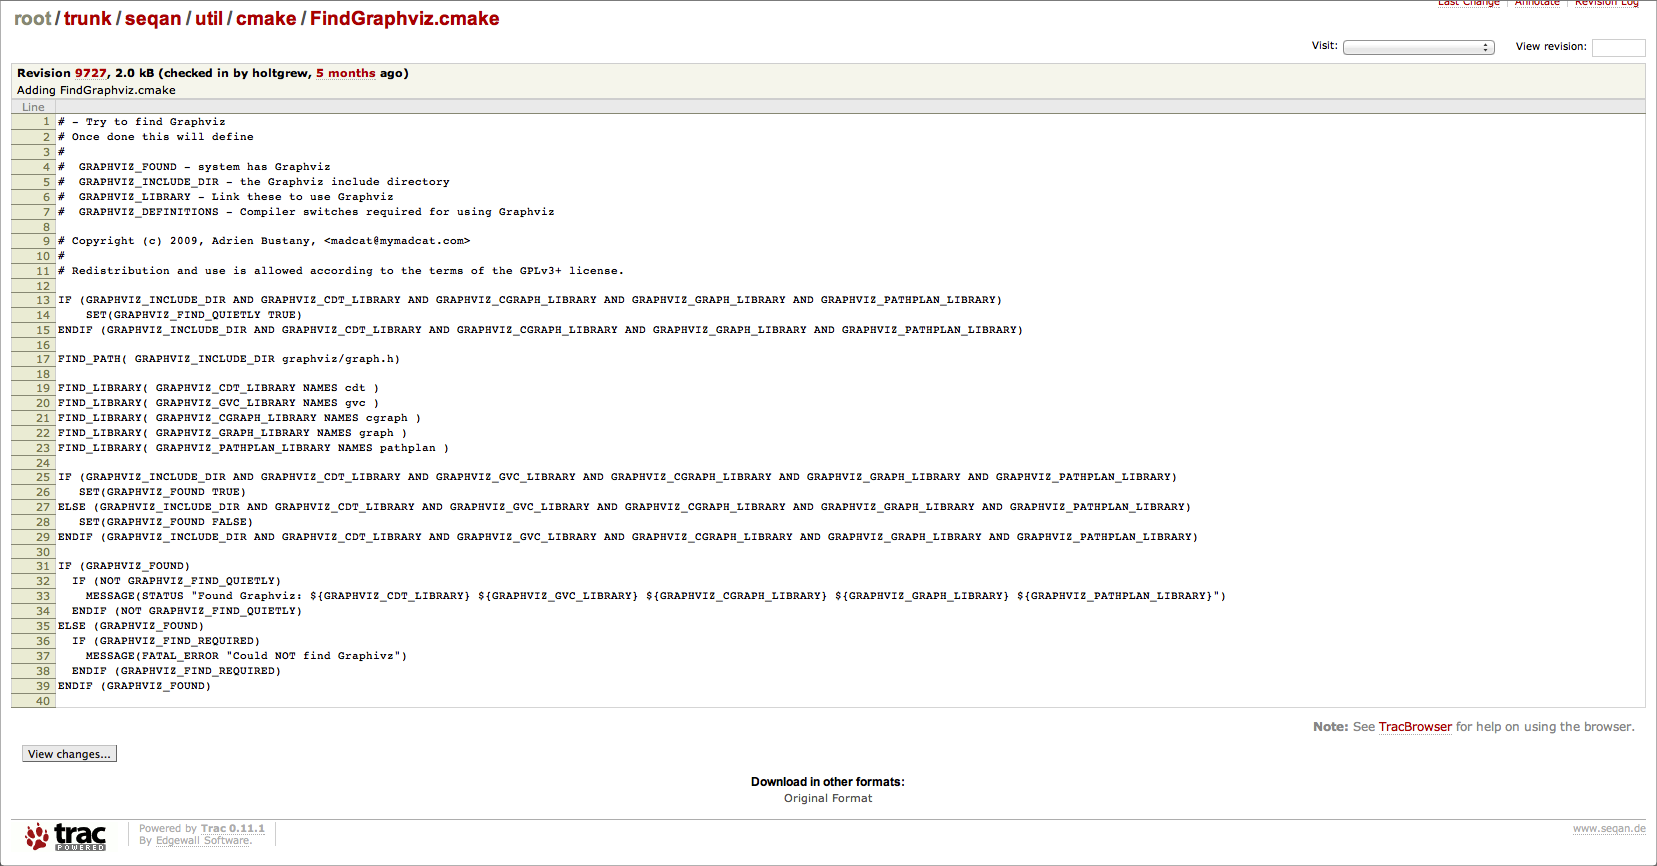 Last Change | Annotate | Revision Log
root/trunk/seqan/util/cmake/FindGraphviz.cmake
Visit: View revision:
Revision 9727, 2.0 kB (checked in by holtgrew, 5 months ago)
Adding FindGraphviz.cmake
Line
1 # - Try to find Graphviz
2 # Once done this will define
3 #
4 #  GRAPHVIZ_FOUND - system has Graphviz
5 #  GRAPHVIZ_INCLUDE_DIR - the Graphviz include directory
6 #  GRAPHVIZ_LIBRARY - Link these to use Graphviz
7 #  GRAPHVIZ_DEFINITIONS - Compiler switches required for using Graphviz
8
9 # Copyright (c) 2009, Adrien Bustany, <madcat@mymadcat.com>
10 #
11 # Redistribution and use is allowed according to the terms of the GPLv3+ license.
12
13 IF (GRAPHVIZ_INCLUDE_DIR AND GRAPHVIZ_CDT_LIBRARY AND GRAPHVIZ_CGRAPH_LIBRARY AND GRAPHVIZ_GRAPH_LIBRARY AND GRAPHVIZ_PATHPLAN_LIBRARY)
14     SET(GRAPHVIZ_FIND_QUIETLY TRUE)
15 ENDIF (GRAPHVIZ_INCLUDE_DIR AND GRAPHVIZ_CDT_LIBRARY AND GRAPHVIZ_CGRAPH_LIBRARY AND GRAPHVIZ_GRAPH_LIBRARY AND GRAPHVIZ_PATHPLAN_LIBRARY)
16
17 FIND_PATH( GRAPHVIZ_INCLUDE_DIR graphviz/graph.h)
18
19 FIND_LIBRARY( GRAPHVIZ_CDT_LIBRARY NAMES cdt )
20 FIND_LIBRARY( GRAPHVIZ_GVC_LIBRARY NAMES gvc )
21 FIND_LIBRARY( GRAPHVIZ_CGRAPH_LIBRARY NAMES cgraph )
22 FIND_LIBRARY( GRAPHVIZ_GRAPH_LIBRARY NAMES graph )
23 FIND_LIBRARY( GRAPHVIZ_PATHPLAN_LIBRARY NAMES pathplan )
24
25 IF (GRAPHVIZ_INCLUDE_DIR AND GRAPHVIZ_CDT_LIBRARY AND GRAPHVIZ_GVC_LIBRARY AND GRAPHVIZ_CGRAPH_LIBRARY AND GRAPHVIZ_GRAPH_LIBRARY AND GRAPHVIZ_PATHPLAN_LIBRARY)
26    SET(GRAPHVIZ_FOUND TRUE)
27 ELSE (GRAPHVIZ_INCLUDE_DIR AND GRAPHVIZ_CDT_LIBRARY AND GRAPHVIZ_GVC_LIBRARY AND GRAPHVIZ_CGRAPH_LIBRARY AND GRAPHVIZ_GRAPH_LIBRARY AND GRAPHVIZ_PATHPLAN_LIBRARY)
28    SET(GRAPHVIZ_FOUND FALSE)
29 ENDIF (GRAPHVIZ_INCLUDE_DIR AND GRAPHVIZ_CDT_LIBRARY AND GRAPHVIZ_GVC_LIBRARY AND GRAPHVIZ_CGRAPH_LIBRARY AND GRAPHVIZ_GRAPH_LIBRARY AND GRAPHVIZ_PATHPLAN_LIBRARY)
30
31 IF (GRAPHVIZ_FOUND)
32   IF (NOT GRAPHVIZ_FIND_QUIETLY)
33     MESSAGE(STATUS "Found Graphviz: ${GRAPHVIZ_CDT_LIBRARY} ${GRAPHVIZ_GVC_LIBRARY} ${GRAPHVIZ_CGRAPH_LIBRARY} ${GRAPHVIZ_GRAPH_LIBRARY} ${GRAPHVIZ_PATHPLAN_LIBRARY}")
34   ENDIF (NOT GRAPHVIZ_FIND_QUIETLY)
35 ELSE (GRAPHVIZ_FOUND)
36   IF (GRAPHVIZ_FIND_REQUIRED)
37     MESSAGE(FATAL_ERROR "Could NOT find Graphivz")
38   ENDIF (GRAPHVIZ_FIND_REQUIRED)
39 ENDIF (GRAPHVIZ_FOUND)
40
Note: See TracBrowser for help on using the browser.
View changes...
Download in other formats:
Original Format
trac POWERED
Powered by Trac 0.11.1
By Edgewall Software.
www.seqan.de